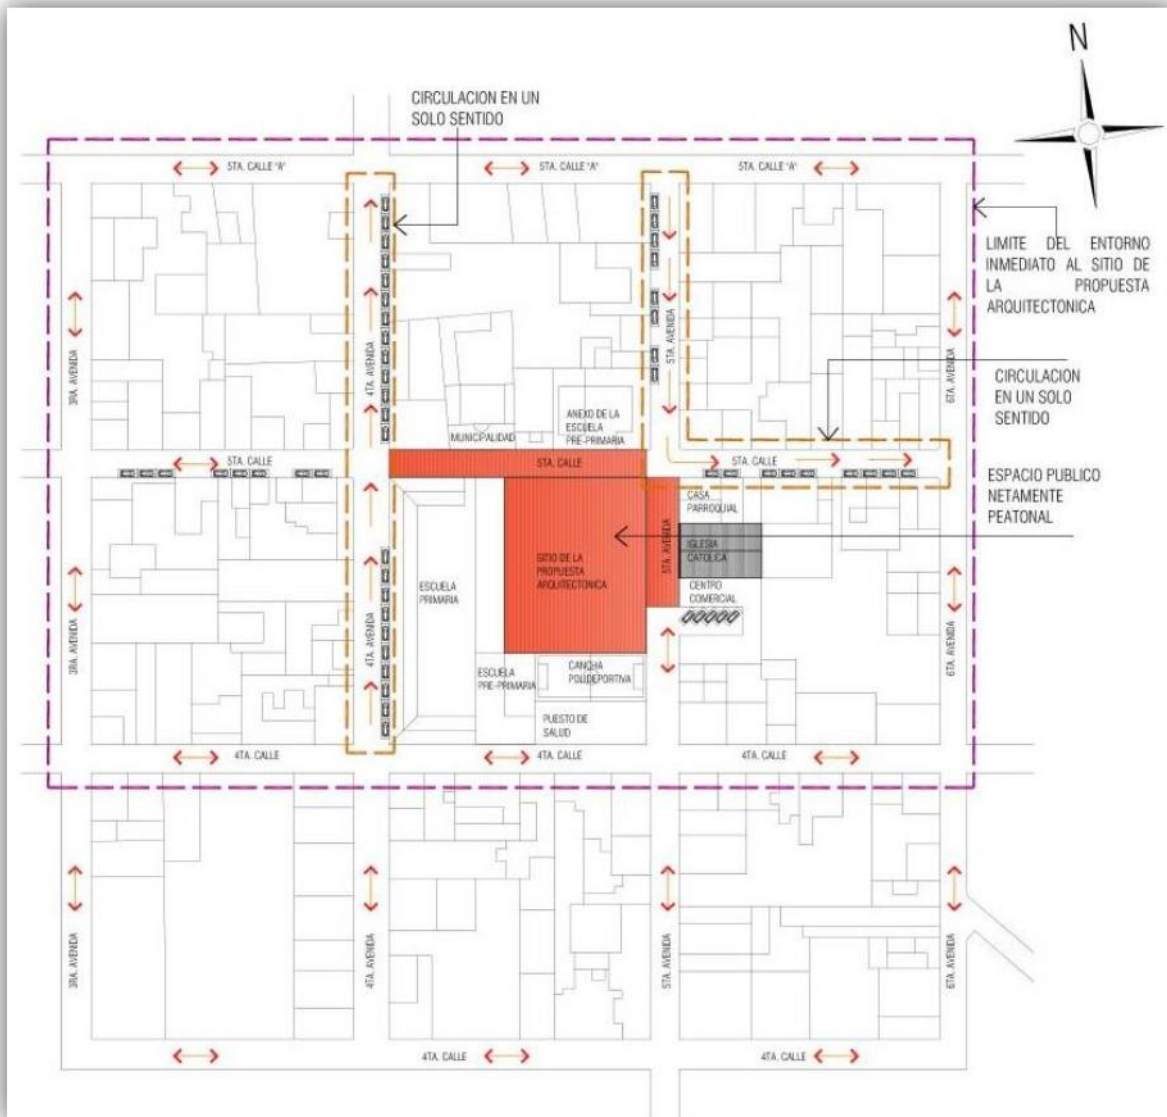 N
CIRCULACION EN UN
SOLO SENTIDO
5TA. CALLE "A"
5TA. CALLE "A"
5TA. CALLE "A"
LIMITE DEL ENTORNO
INMEDIATO AL SITIO DE
LA PROPUESTA
ARQUITECTONICA
3RA. AVENIDA
4TA. AVENIDA
5TA. AVENIDA
6TA. AVENIDA
CIRCULACION
EN UN SOLO
SENTIDO
MUNICIPALIDAD
ANEXO DE LA
ESCUELA
PRE-PRIMARIA
5TA. CALLE
5TA. CALLE
5TA. CALLE
ESPACIO PUBLICO
NETAMENTE
PEATONAL
CASA
PARROQUIAL
IGLESIA
CATOLICA
5TA. AVENIDA
SITIO DE LA
PROPUESTA
ARQUITECTONICA
ESCUELA
PRIMARIA
CENTRO
COMERCIAL
3RA. AVENIDA
4TA. AVENIDA
6TA. AVENIDA
ESCUELA
PRE-PRIMARIA
CANCHA
POLIDEPORTIVA
PUESTO DE
SALUD
4TA. CALLE
4TA. CALLE
4TA. CALLE
3RA. AVENIDA
4TA. AVENIDA
5TA. AVENIDA
6TA. AVENIDA
4TA. CALLE
4TA. CALLE